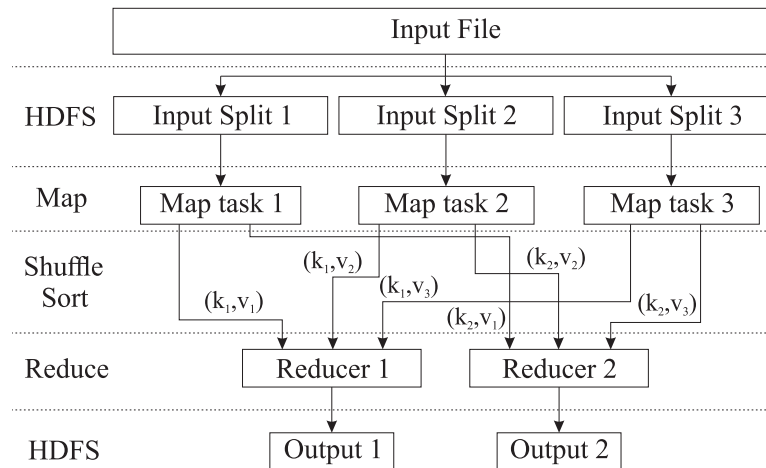 Input File
HDFS
Input Split 1
Input Split 2
Input Split 3
Map
Map task 1
Map task 2
Map task 3
Shuffle
Sort
(k₁,v₁)
(k₁,v₂)
(k₁,v₃)
(k₂,v₁)
(k₂,v₂)
(k₂,v₃)
Reduce
Reducer 1
Reducer 2
HDFS
Output 1
Output 2